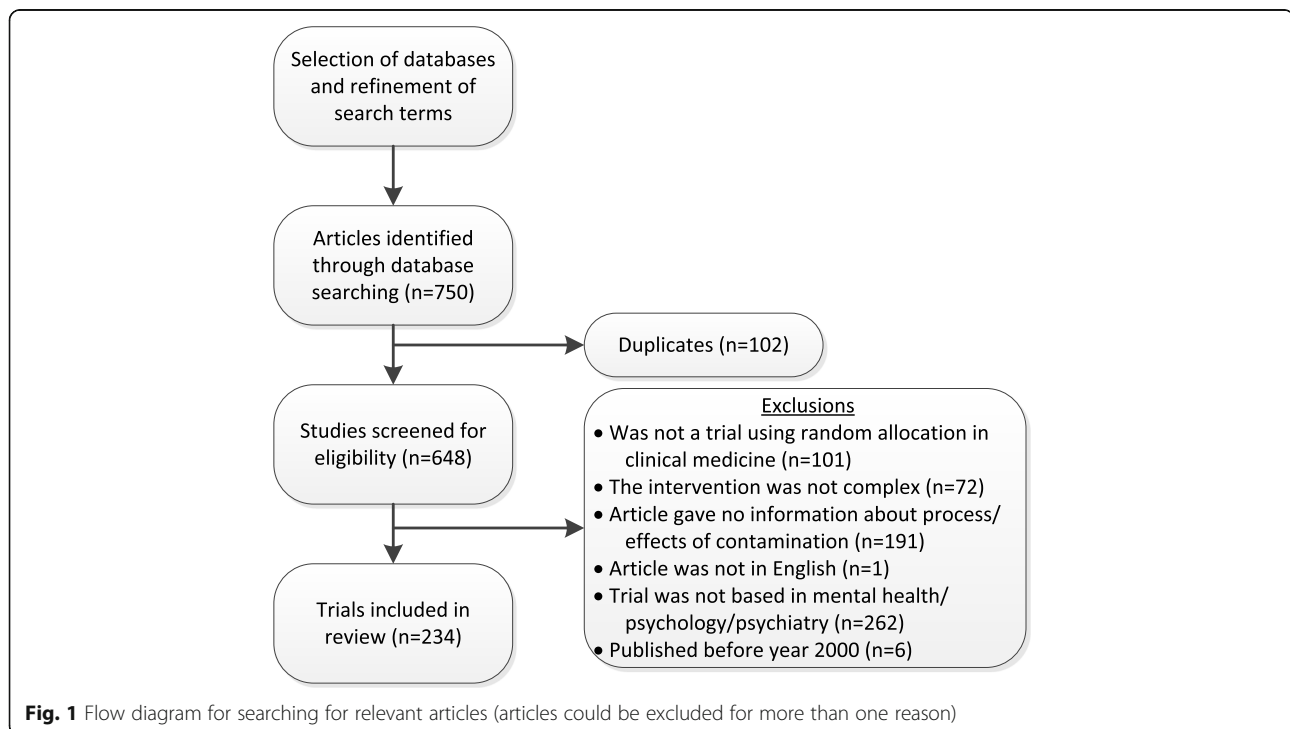 Selection of databases
and refinement of
search terms
Articles identified
through database
searching (n=750)
Duplicates (n=102)
Studies screened for
eligibility (n=648)
Exclusions
• Was not a trial using random allocation in
clinical medicine (n=101)
• The intervention was not complex (n=72)
• Article gave no information about process/
effects of contamination (n=191)
• Article was not in English (n=1)
• Trial was not based in mental health/
psychology/psychiatry (n=262)
• Published before year 2000 (n=6)
Trials included in
review (n=234)
Fig. 1 Flow diagram for searching for relevant articles (articles could be excluded for more than one reason)